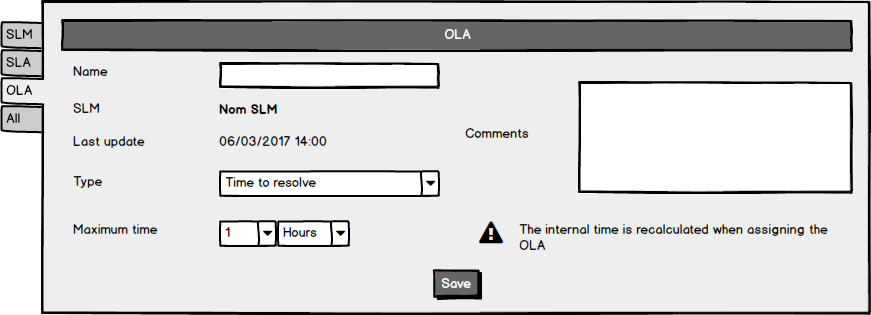 SLM
SLA
OLA
All
OLA
Name
SLM Nom SLM
Last update 06/03/2017 14:00
Comments
Type Time to resolve
Maximum time 1 Hours
The internal time is recalculated when assigning the
OLA
Save